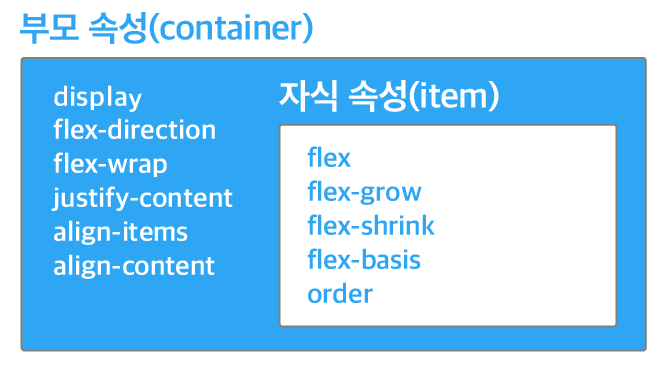 부모 속성(container)
display
flex-direction
flex-wrap
justify-content
align-items
align-content
자식 속성(item)
flex
flex-grow
flex-shrink
flex-basis
order